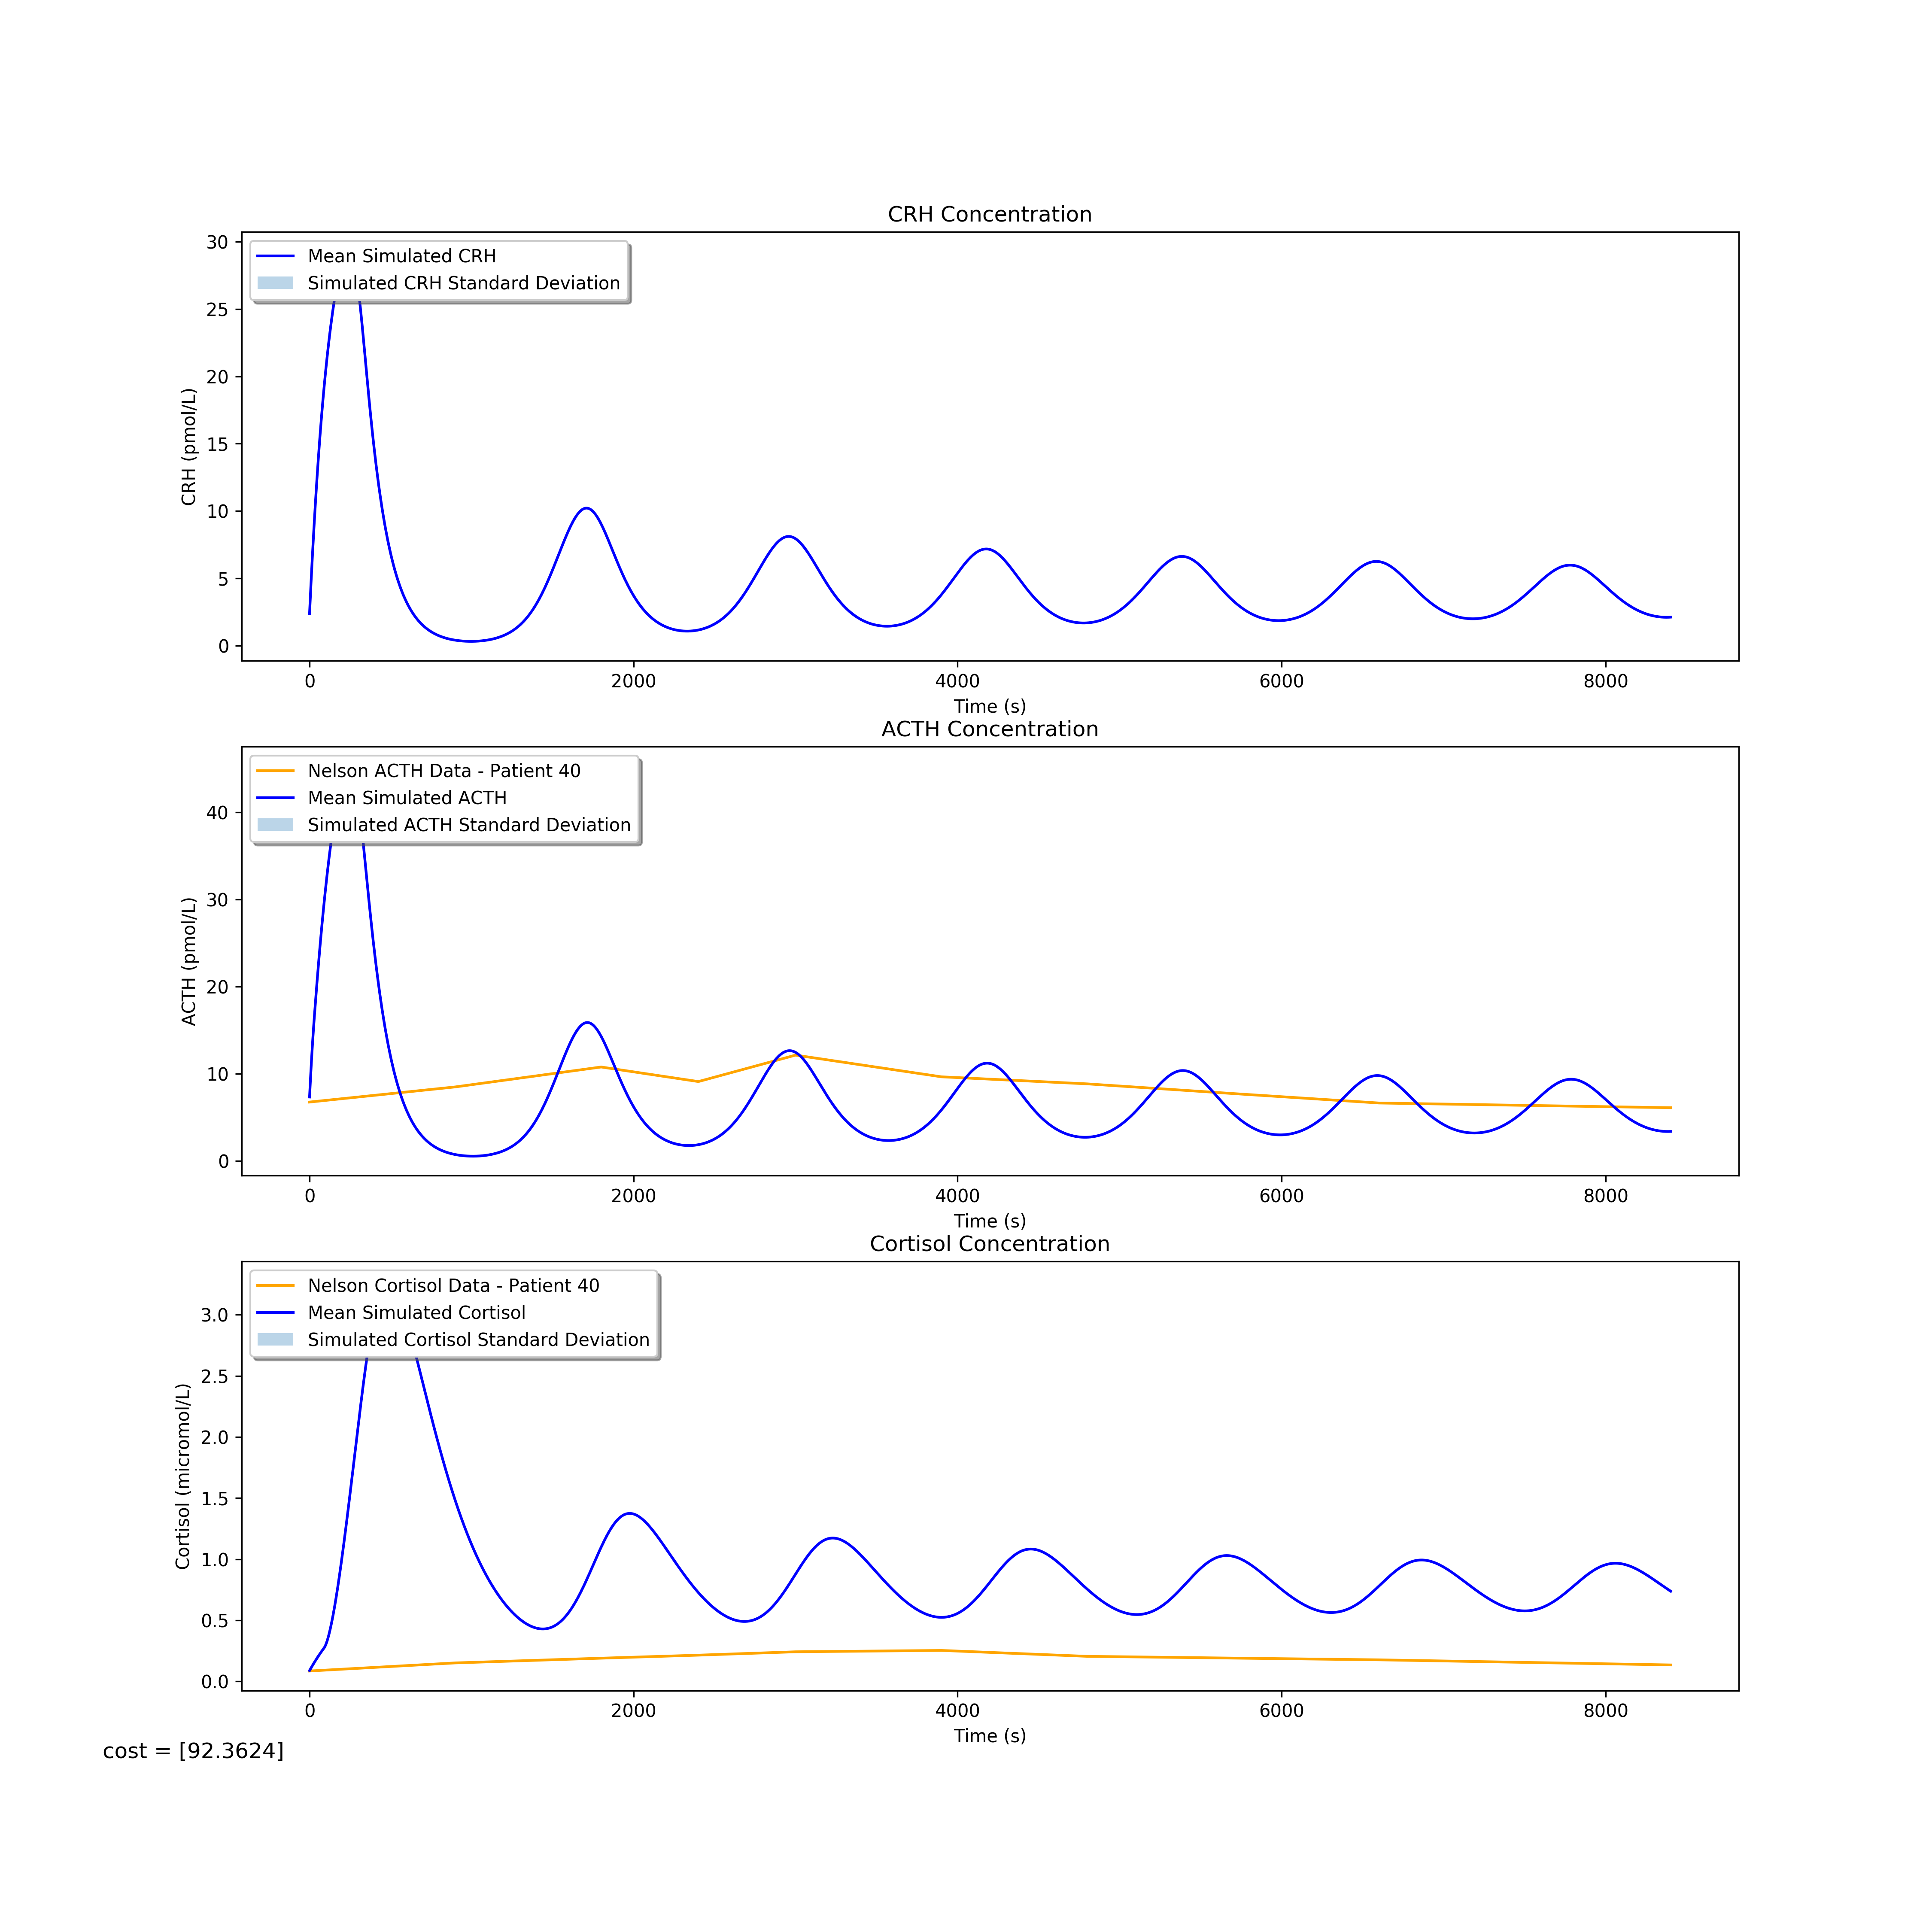 CRH Concentration
30
25
20
15
10
5
0
CRH (pmol/L)
Mean Simulated CRH
Simulated CRH Standard Deviation
0 2000 4000 6000 8000
Time (s)
ACTH Concentration
40
30
20
10
0
ACTH (pmol/L)
Nelson ACTH Data - Patient 40
Mean Simulated ACTH
Simulated ACTH Standard Deviation
0 2000 4000 6000 8000
Time (s)
Cortisol Concentration
3.0
2.5
2.0
1.5
1.0
0.5
0.0
Cortisol (micromol/L)
Nelson Cortisol Data - Patient 40
Mean Simulated Cortisol
Simulated Cortisol Standard Deviation
0 2000 4000 6000 8000
Time (s)
cost = [92.3624]